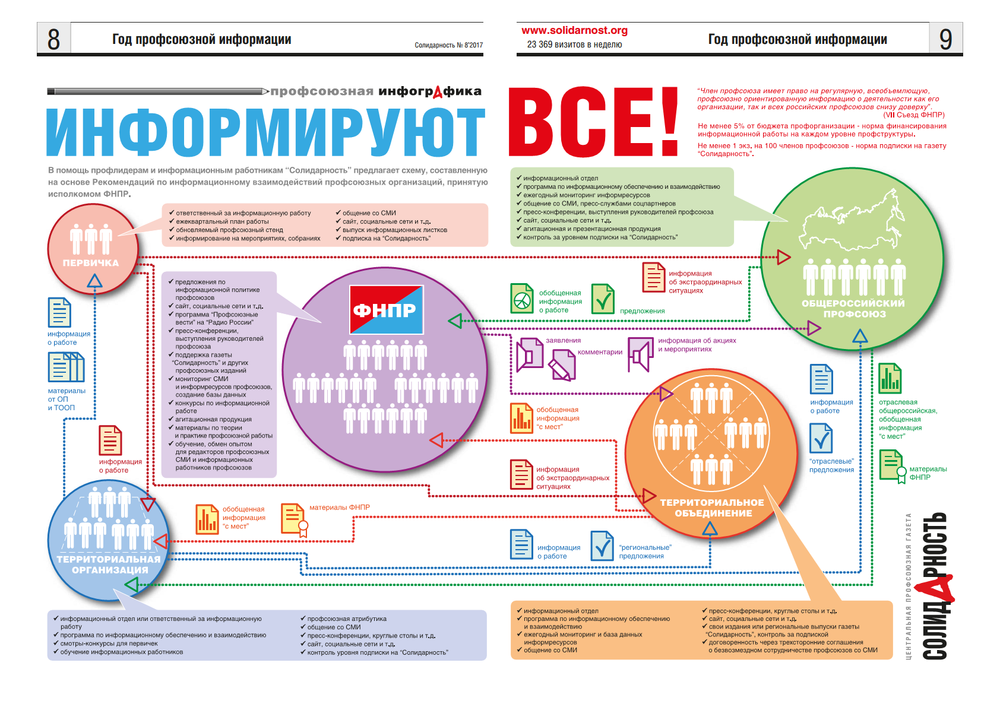 8
Год профсоюзной информации
Солидарность № 8'2017
www.solidarnost.org
23 369 визитов в неделю
Год профсоюзной информации
9
профсоюзная инфогрАфика
ИНФОРМИРУЮТ ВСЕ!
“Член профсоюза имеет право на регулярную, всеобъемлющую,
профсоюзно ориентированную информацию о деятельности как его
организации, так и всех российских профсоюзов снизу доверху”.
(VII Съезд ФНПР)
Не менее 5% от бюджета профорганизации - норма финансирования
информационной работы на каждом уровне профструктуры.
Не менее 1 экз. на 100 членов профсоюзов - норма подписки на газету
“Солидарность”.
В помощь профлидерам и информационным работникам “Солидарность” предлагает схему, составленную
на основе Рекомендаций по информационному взаимодействий профсоюзных организаций, принятую
исполкомом ФНПР.
✓ ответственный за информационную работу
✓ ежеквартальный план работы
✓ обновляемый профсоюзный стенд
✓ информирование на мероприятиях, собраниях
✓ общение со СМИ
✓ сайт, социальные сети и т.д.
✓ выпуск информационных листков
✓ подписка на “Солидарность”
ПЕРВИЧКА
✓ информационный отдел
✓ программа по информационному обеспечению и взаимодействию
✓ ежегодный мониторинг информресурсов
✓ общение со СМИ, пресс-службами соцпартнеров
✓ пресс-конференции, выступления руководителей профсоюза
✓ сайт, социальные сети и т.д.
✓ агитационная и презентационная продукция
✓ контроль за уровнем подписки на “Солидарность”
ОБЩЕРОССИЙСКИЙ
ПРОФСОЮЗ
✓ предложения по
информационной политике
профсоюзов
✓ сайт, социальные сети и т.д.
✓ программа “Профсоюзные
вести” на “Радио России”
✓ пресс-конференции,
выступления руководителей
профсоюза
✓ поддержка газеты
“Солидарность” и других
профсоюзных изданий
✓ мониторинг СМИ
и информресурсов профсоюзов,
создание базы данных
✓ конкурсы по информационной
работе
✓ агитационная продукция
✓ материалы по теории
и практике профсоюзной работы
✓ обучение, обмен опытом
для редакторов профсоюзных
СМИ и информационных
работников профсоюзов
ФНПР
информация
об экстраординарных
ситуациях
обобщенная
информация
о работе
предложения
заявления
комментарии
информация об акциях
и мероприятиях
информация
о работе
материалы
от ОП
и ТООП
информация
о работе
обобщенная
информация
“с мест”
информация
об экстраординарных
ситуациях
информация
о работе
“отраслевые”
предложения
отраслевая
общероссийская,
обобщенная
информация
“с мест”
материалы
ФНПР
ТЕРРИТОРИАЛЬНОЕ
ОБЪЕДИНЕНИЕ
обобщенная
информация
“с мест”
материалы ФНПР
информация
о работе
“региональные”
предложения
ТЕРРИТОРИАЛЬНАЯ
ОРГАНИЗАЦИЯ
✓ информационный отдел или ответственный за информационную
работу
✓ программа по информационному обеспечению и взаимодействию
✓ смотры-конкурсы для первичек
✓ обучение информационных работников
✓ профсоюзная атрибутика
✓ общение со СМИ
✓ пресс-конференции, круглые столы и т.д.
✓ сайт, социальные сети и т.д.
✓ контроль уровня подписки на “Солидарность”
✓ информационный отдел
✓ программа по информационному обеспечению
и взаимодействию
✓ ежегодный мониторинг и база данных
информресурсов
✓ общение со СМИ
✓ пресс-конференции, круглые столы и т.д.
✓ сайт, социальные сети и т.д.
✓ свои издания или региональные выпуски газеты
“Солидарность”, контроль за подпиской
✓ договоренность через трехсторонние соглашения
о безвозмездном сотрудничестве профсоюзов со СМИ
ЦЕНТРАЛЬНАЯ ПРОФСОЮЗНАЯ ГАЗЕТА
СОЛИДАРНОСТЬ